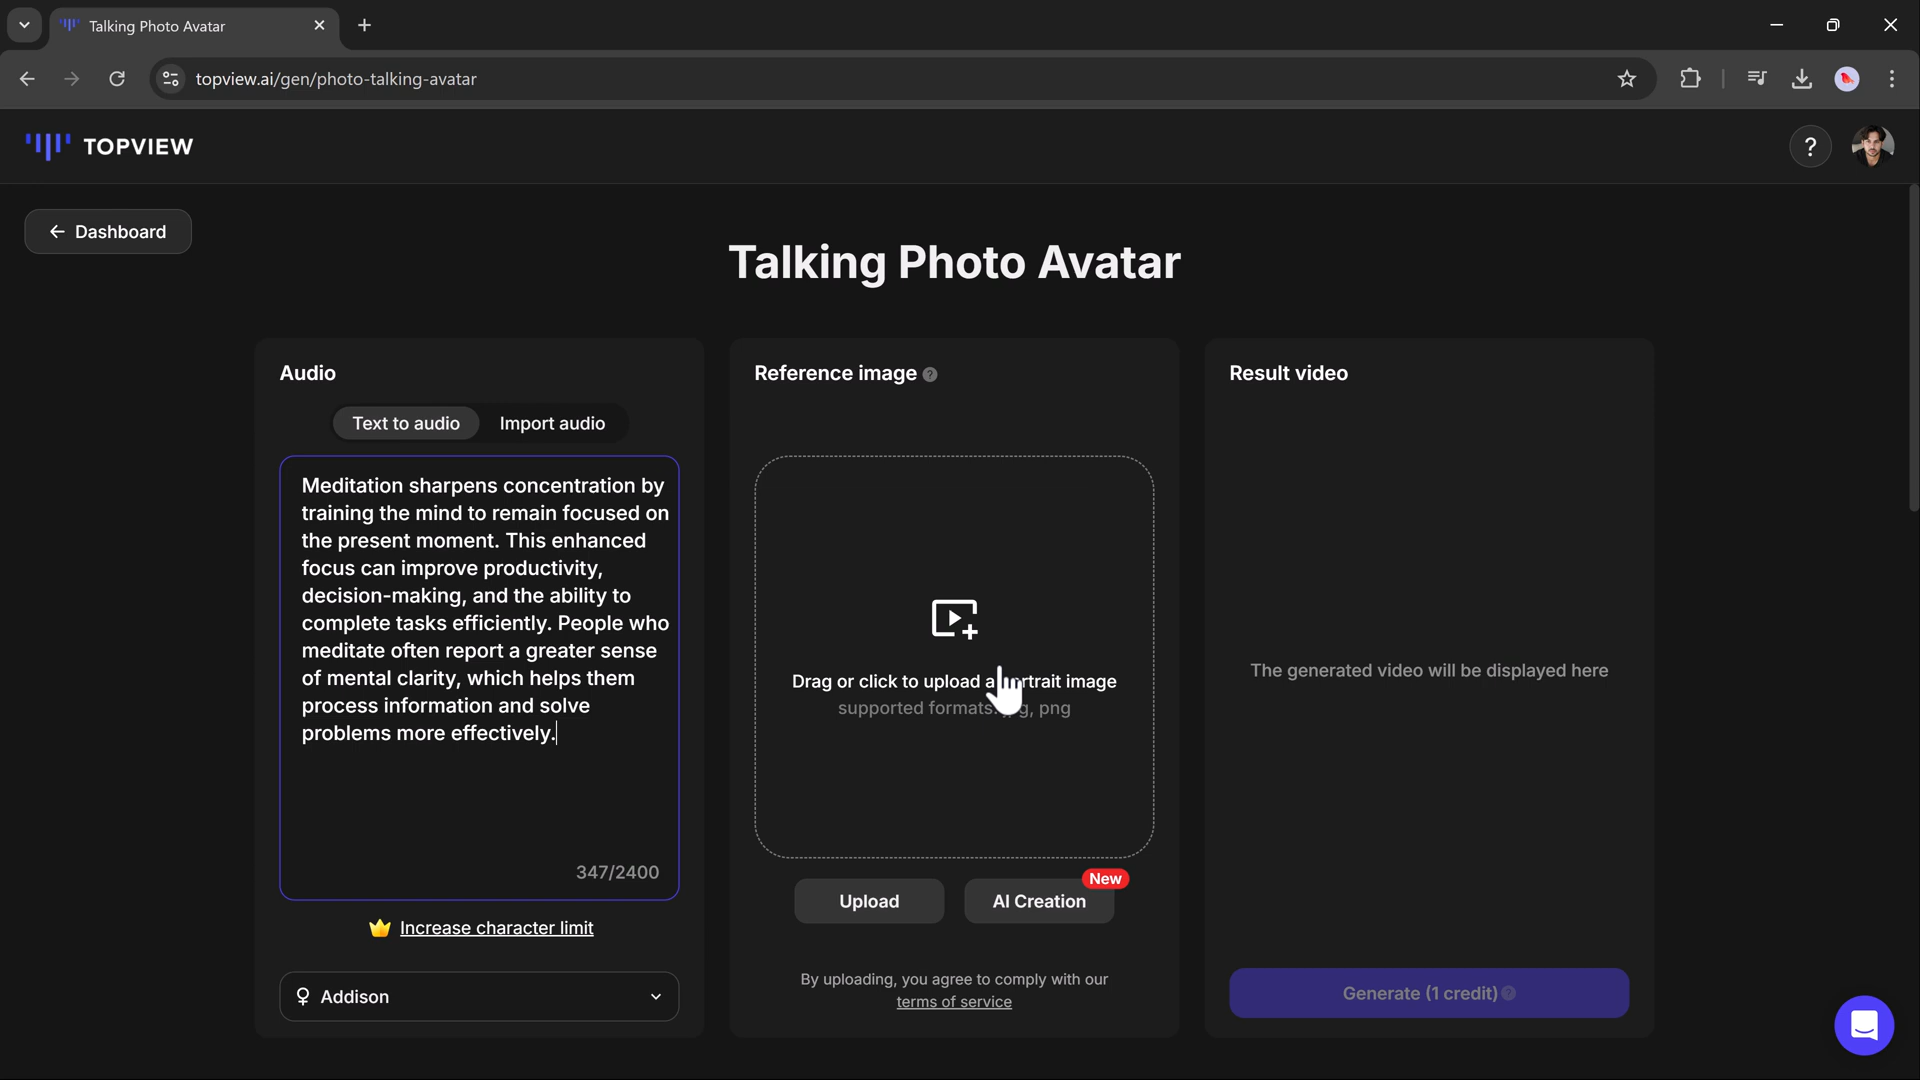 Talking Photo Avatar
topview.ai/gen/photo-talking-avatar
TOPVIEW
?
Dashboard
Talking Photo Avatar
Audio
Text to audio
Import audio
Meditation sharpens concentration by
training the mind to remain focused on
the present moment. This enhanced
focus can improve productivity,
decision-making, and the ability to
complete tasks efficiently. People who
meditate often report a greater sense
of mental clarity, which helps them
process information and solve
problems more effectively.
347/2400
Increase character limit
Addison
Reference image ?
Drag or click to upload a image
supported formats: png
New
Upload
AI Creation
By uploading, you agree to comply with our
terms of service
Result video
The generated video will be displayed here
Generate (1 credit) ?